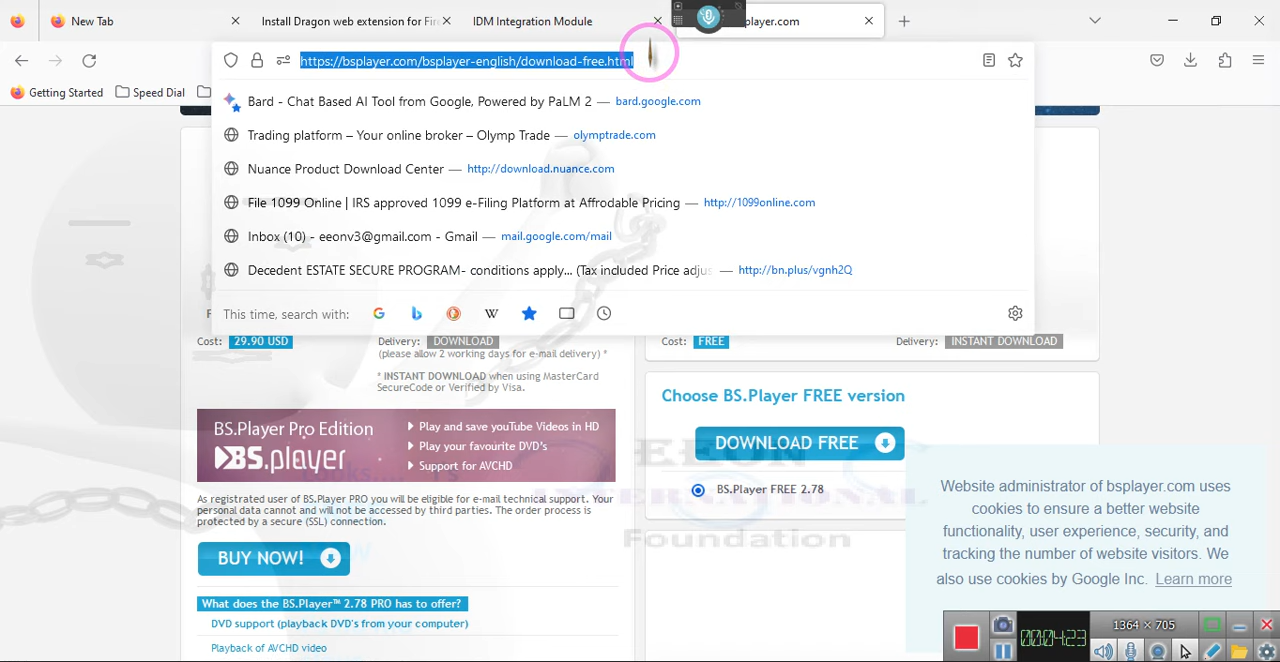 New Tab
Install Dragon web extension for Fire
IDM Integration Module
player.com
https://bsplayer.com/bsplayer-english/download-free.html
Getting Started
Speed Dial
Bard - Chat Based AI Tool from Google, Powered by PaLM 2 — bard.google.com
Trading platform – Your online broker – Olymp Trade — olymptrade.com
Nuance Product Download Center — http://download.nuance.com
File 1099 Online | IRS approved 1099 e-Filing Platform at Affrodable Pricing — http://1099online.com
Inbox (10) - eeonv3@gmail.com - Gmail — mail.google.com/mail
Decedent ESTATE SECURE PROGRAM- conditions apply... (Tax included Price adjus — http://bn.plus/vgnh2Q
This time, search with:
Cost: 29.90 USD
Delivery: DOWNLOAD
(please allow 2 working days for e-mail delivery) *
* INSTANT DOWNLOAD when using MasterCard
SecureCode or Verified by Visa.
Cost: FREE
Delivery: INSTANT DOWNLOAD
BS.Player Pro Edition
BS.player
Play and save youTube Videos in HD
Play your favourite DVD's
Support for AVCHD
As registrated user of BS.Player PRO you will be eligible for e-mail technical support. Your
personal data cannot and will not be accessed by third parties. The order process is
protected by a secure (SSL) connection.
BUY NOW!
What does the BS.Player™ 2.78 PRO has to offer?
DVD support (playback DVD's from your computer)
Playback of AVCHD video
Choose BS.Player FREE version
DOWNLOAD FREE
BS.Player FREE 2.78
EEON
INTERNATIONAL
Foundation
Website administrator of bsplayer.com uses
cookies to ensure a better website
functionality, user experience, security, and
tracking the number of website visitors. We
also use cookies by Google Inc. Learn more
1364 × 705
00:04:23